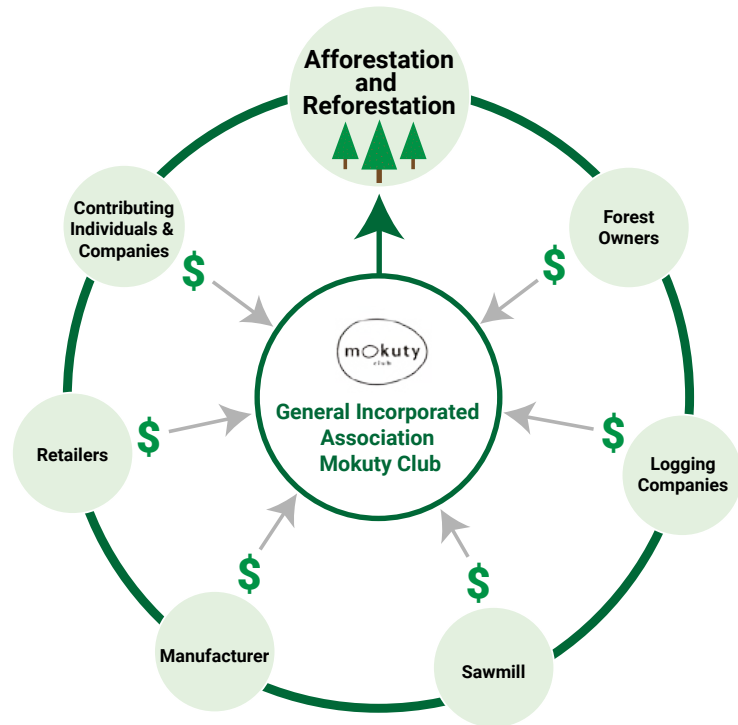 Afforestation
and
Reforestation
Contributing
Individuals &
Companies
$
Forest
Owners
$
mokuty
club
General Incorporated
Association
Mokuty Club
Retailers
$
Logging
Companies
$
Manufacturer
$
Sawmill
$